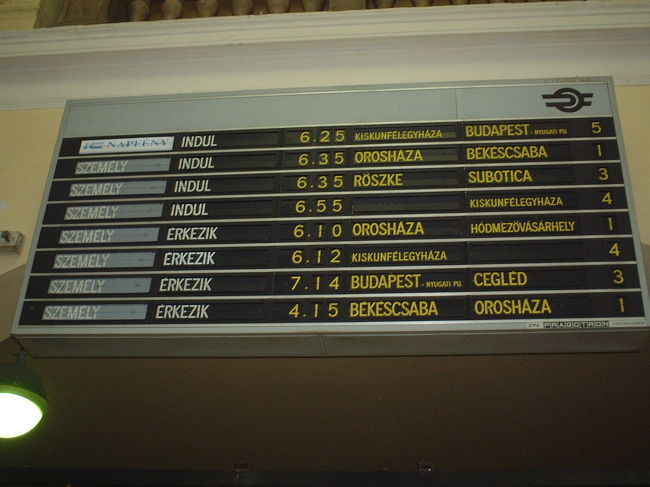 IC NAPFÉNY INDUL 6.25 KISKUNFÉLEGYHÁZA BUDAPEST - NYUGATI PU. 5
SZEMÉLY INDUL 6.35 OROSHÁZA BÉKÉSCSABA 1
SZEMÉLY INDUL 6.35 RÖSZKE SUBOTICA 3
SZEMÉLY INDUL 6.55 KISKUNFÉLEGYHÁZA 4
SZEMÉLY ÉRKEZIK 6.10 OROSHÁZA HÓDMEZŐVÁSÁRHELY 1
SZEMÉLY ÉRKEZIK 6.12 KISKUNFÉLEGYHÁZA 4
SZEMÉLY ÉRKEZIK 7.14 BUDAPEST - NYUGATI PU. CEGLÉD 3
SZEMÉLY ÉRKEZIK 4.15 BÉKÉSCSABA OROSHÁZA 1
PRAGOTRON